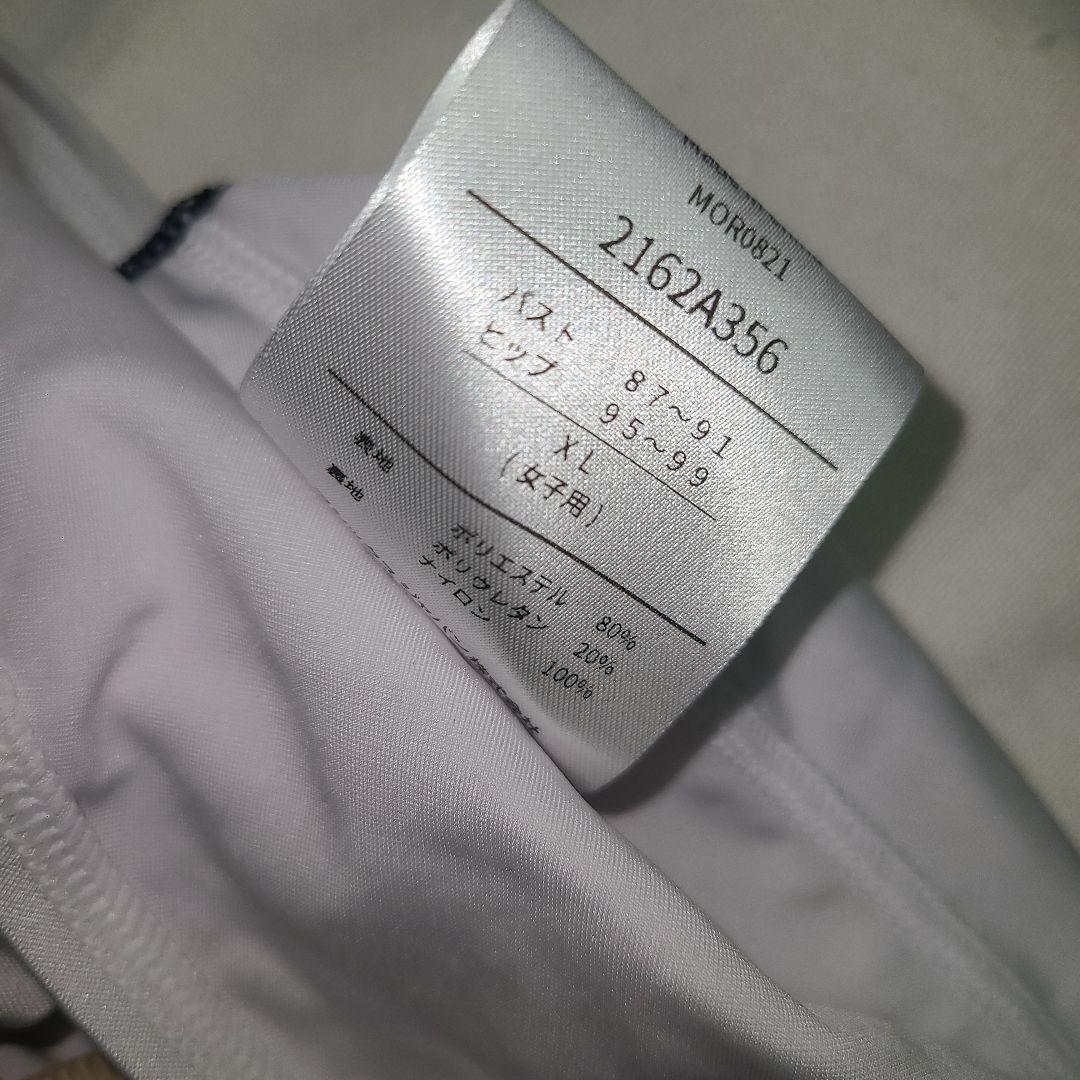 MOR0821
2162A356
バスト 87～91
ヒップ 95～99
XL
(女子用)
表地 ポリエステル 80%
ポリウレタン 20%
裏地 ナイロン 100%